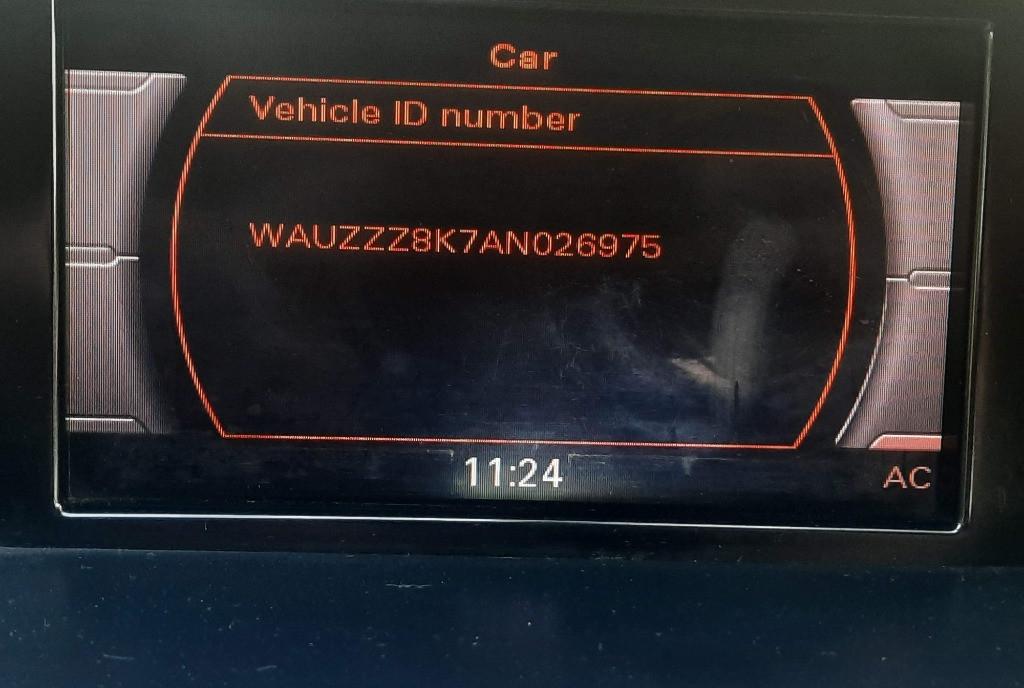 Car
Vehicle ID number
WAUZZZ8K7AN026975
11:24
AC